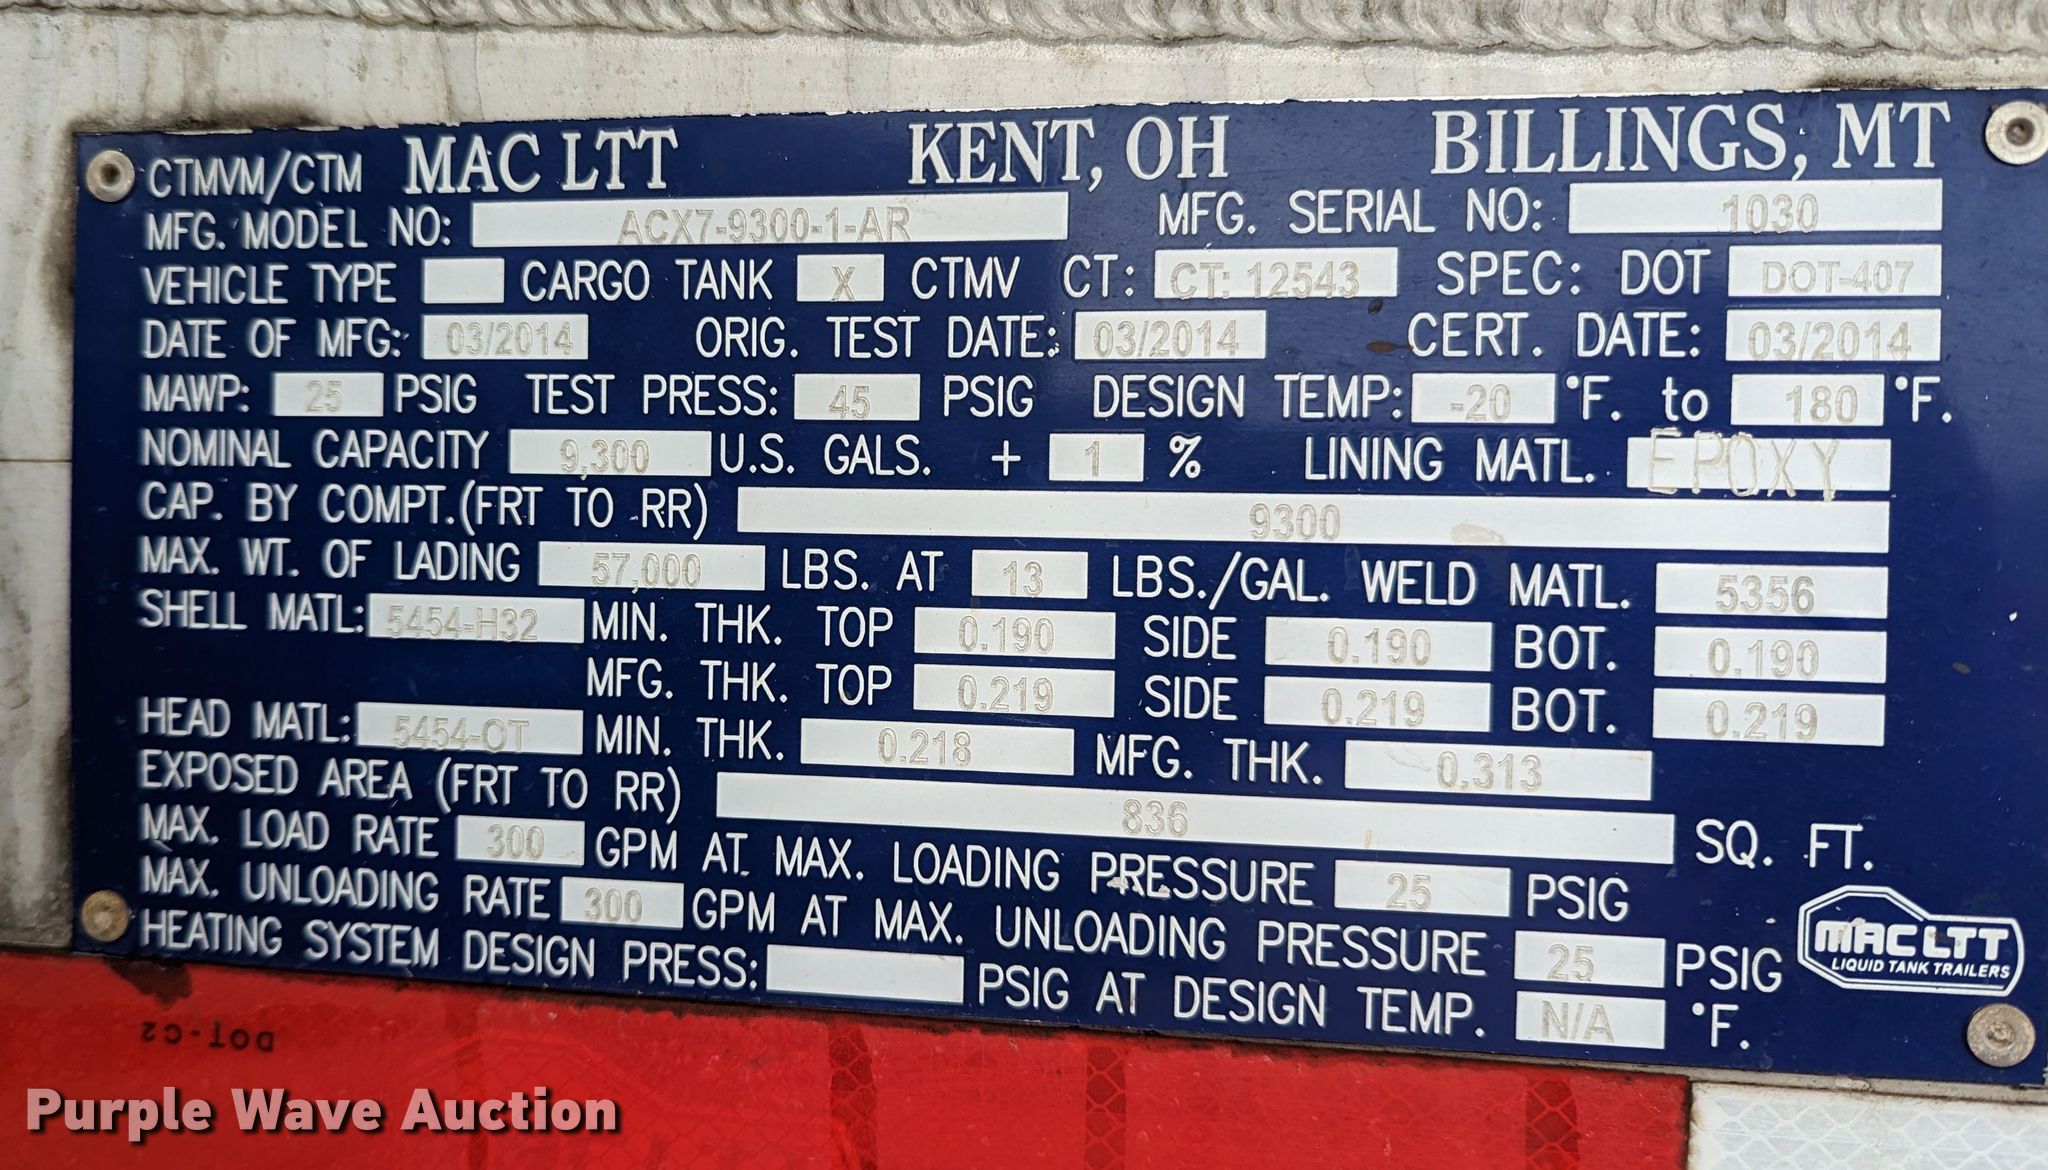 CTMVM/CTM MAC LTT KENT, OH BILLINGS, MT
MFG. MODEL NO: ACX7-9300-1-AR MFG. SERIAL NO: 1030
VEHICLE TYPE CARGO TANK X CTMV CT: CT: 12543 SPEC: DOT DOT-407
DATE OF MFG: 03/2014 ORIG. TEST DATE: 03/2014 CERT. DATE: 03/2014
MAWP: 25 PSIG TEST PRESS: 45 PSIG DESIGN TEMP: -20 °F. to 180 °F.
NOMINAL CAPACITY 9,300 U.S. GALS. + 1 % LINING MATL. EPOXY
CAP. BY COMPT.(FRT TO RR) 9300
MAX. WT. OF LADING 57,000 LBS. AT 13 LBS./GAL. WELD MATL. 5356
SHELL MATL: 5454-H32 MIN. THK. TOP 0.190 SIDE 0.190 BOT. 0.190
MFG. THK. TOP 0.219 SIDE 0.219 BOT. 0.219
HEAD MATL: 5454-OT MIN. THK. 0.218 MFG. THK. 0.313
EXPOSED AREA (FRT TO RR) 836 SQ. FT.
MAX. LOAD RATE 300 GPM AT MAX. LOADING PRESSURE 25 PSIG
MAX. UNLOADING RATE 300 GPM AT MAX. UNLOADING PRESSURE 25 PSIG
HEATING SYSTEM DESIGN PRESS: PSIG AT DESIGN TEMP. N/A °F.
MAC LTT
LIQUID TANK TRAILERS
DOT-C2
Purple Wave Auction